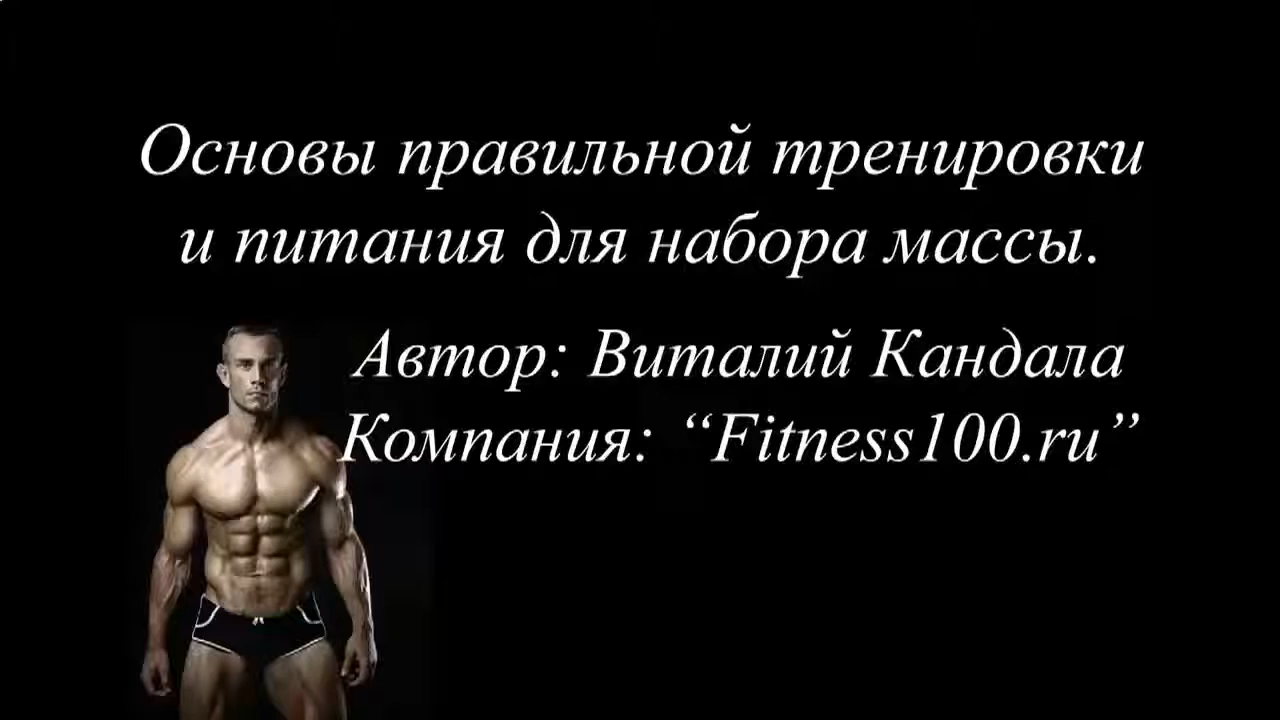 Основы правильной тренировки
и питания для набора массы.
Автор: Виталий Кандала
Компания: “Fitness100.ru”